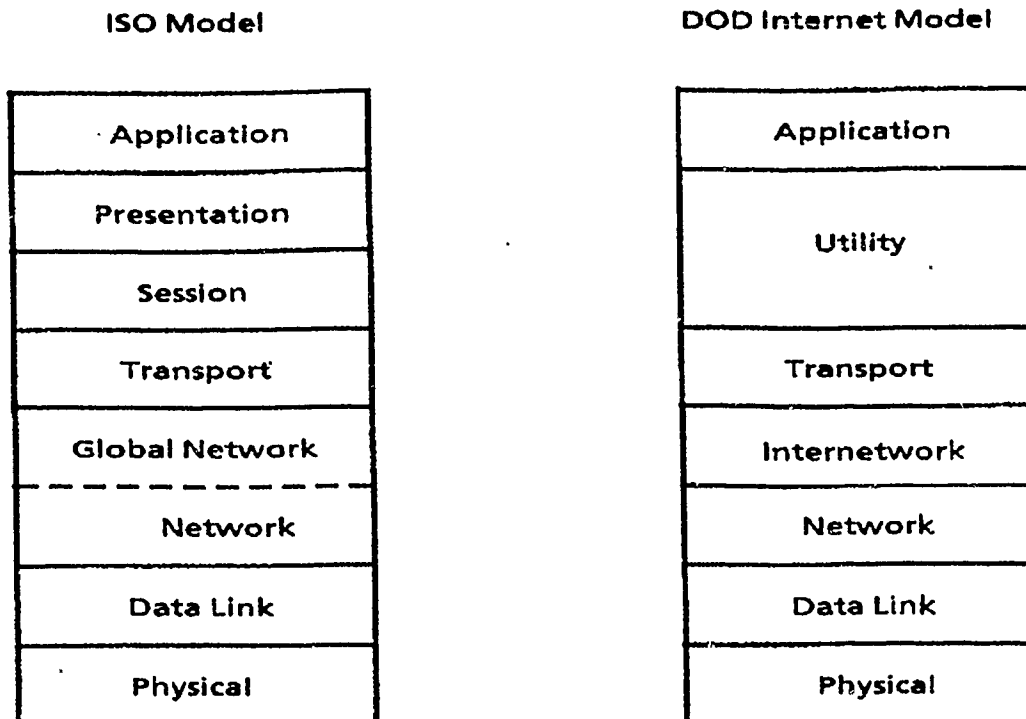 ISO Model
Application
Presentation
Session
Transport
Global Network
Network
Data Link
Physical
DOD Internet Model
Application
Utility
Transport
Internetwork
Network
Data Link
Physical